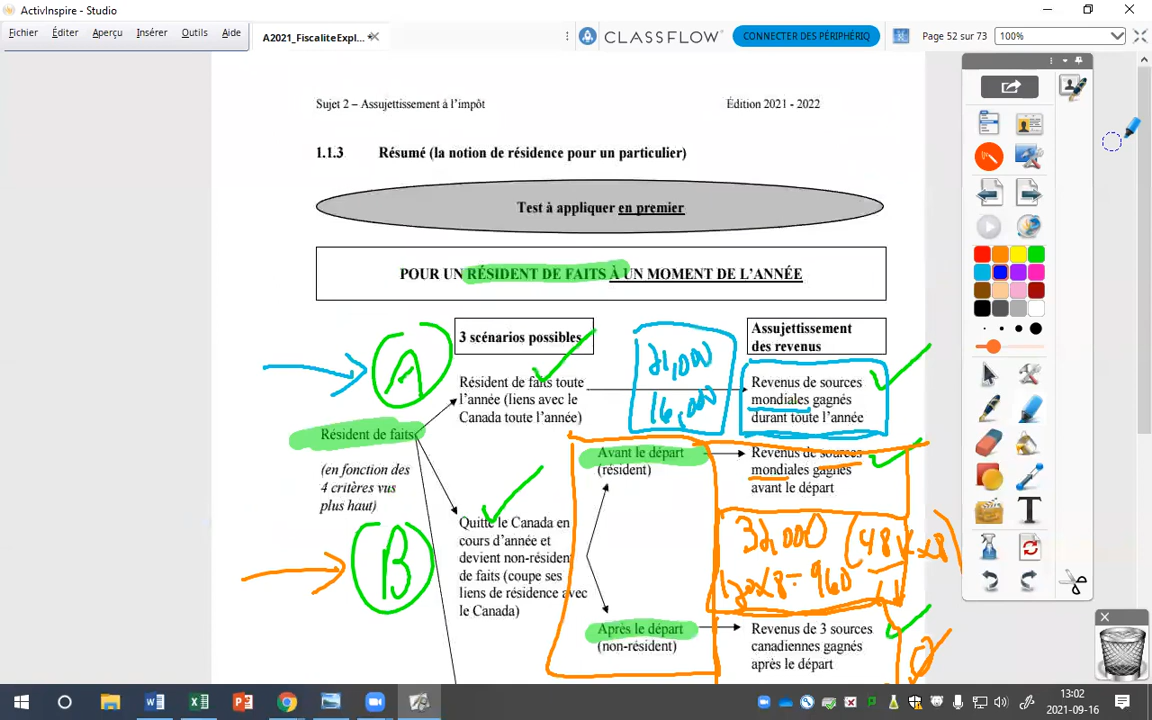 ActivInspire - Studio
Fichier Éditer Aperçu Insérer Outils Aide
A2021_FiscaliteExpl...
CLASSFLOW
CONNECTER DES PÉRIPHÉRIQ
Page 52 sur 73
100%
Sujet 2 – Assujettissement à l'impôt
Édition 2021 - 2022
1.1.3 Résumé (la notion de résidence pour un particulier)
Test à appliquer en premier
POUR UN RÉSIDENT DE FAITS À UN MOMENT DE L'ANNÉE
3 scénarios possibles
Assujettissement
des revenus
A
Résident de faits toute
l'année (liens avec le
Canada toute l'année)
21,000
16,000
Revenus de sources
mondiales gagnés
durant toute l'année
Résident de faits
(en fonction des
4 critères vus
plus haut)
Avant le départ
(résident)
Revenus de sources
mondiales gagnés
avant le départ
B
Quitte le Canada en
cours d'année et
devient non-résident
de faits (coupe ses
liens de résidence avec
le Canada)
32,000 (48K x 8)
120x8= 960
Après le départ
(non-résident)
Revenus de 3 sources
canadiennes gagnés
après le départ
T
13:02
2021-09-16